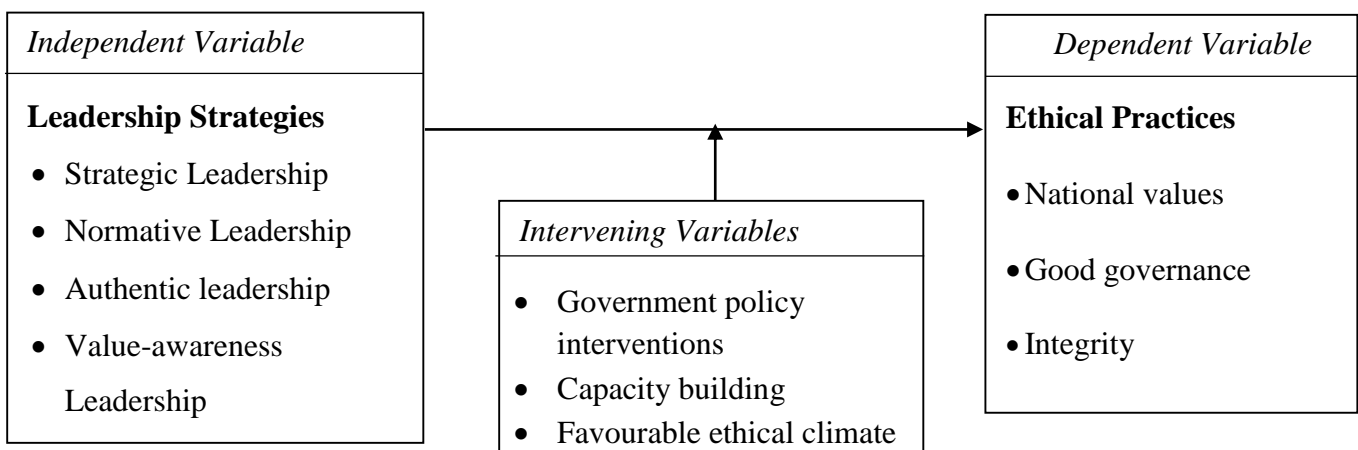 Independent Variable
Leadership Strategies
• Strategic Leadership
• Normative Leadership
• Authentic leadership
• Value-awareness
Leadership
Intervening Variables
• Government policy
interventions
• Capacity building
• Favourable ethical climate
Dependent Variable
Ethical Practices
• National values
• Good governance
• Integrity